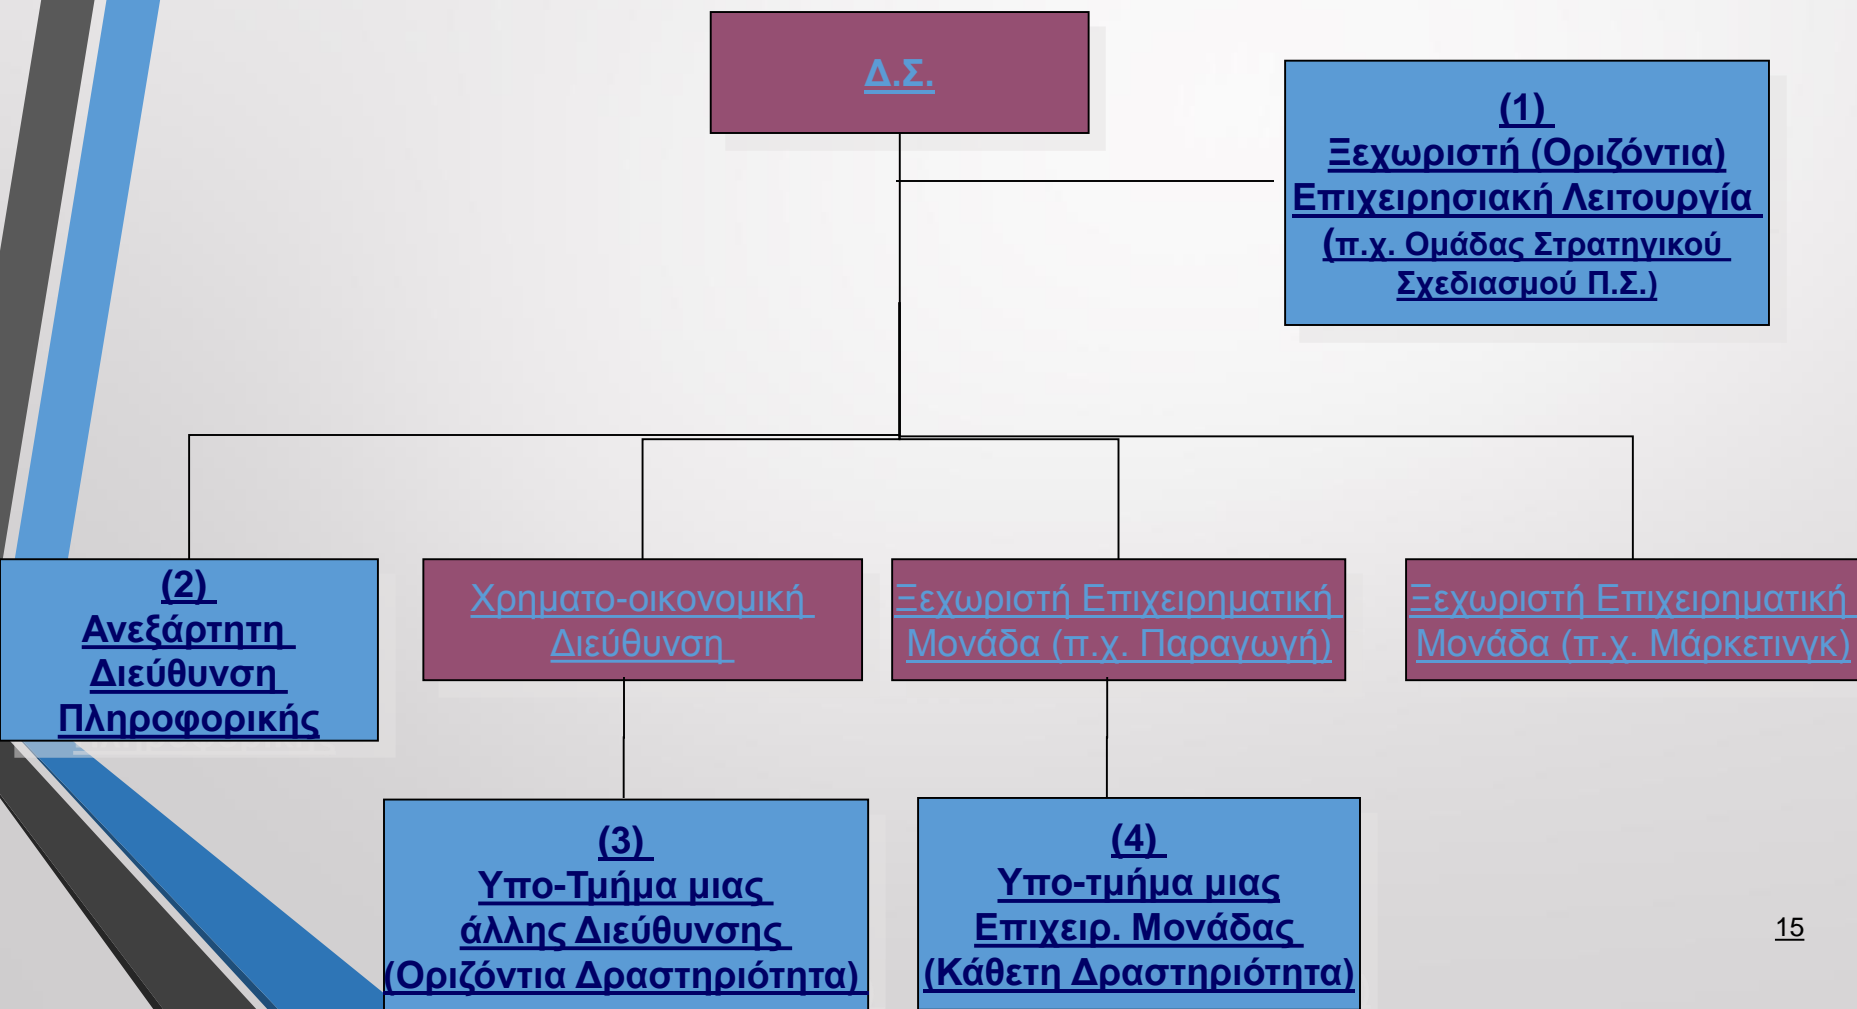 Δ.Σ.
(1)
Ξεχωριστή (Οριζόντια)
Επιχειρησιακή Λειτουργία
(π.χ. Ομάδας Στρατηγικού
Σχεδιασμού Π.Σ.)
(2)
Ανεξάρτητη
Διεύθυνση
Πληροφορικής
Χρηματο-οικονομική
Διεύθυνση
Ξεχωριστή Επιχειρηματική
Μονάδα (π.χ. Παραγωγή)
Ξεχωριστή Επιχειρηματική
Μονάδα (π.χ. Μάρκετινγκ)
(3)
Υπο-Τμήμα μιας
άλλης Διεύθυνσης
(Οριζόντια Δραστηριότητα)
(4)
Υπο-τμήμα μιας
Επιχειρ. Μονάδας
(Κάθετη Δραστηριότητα)
15